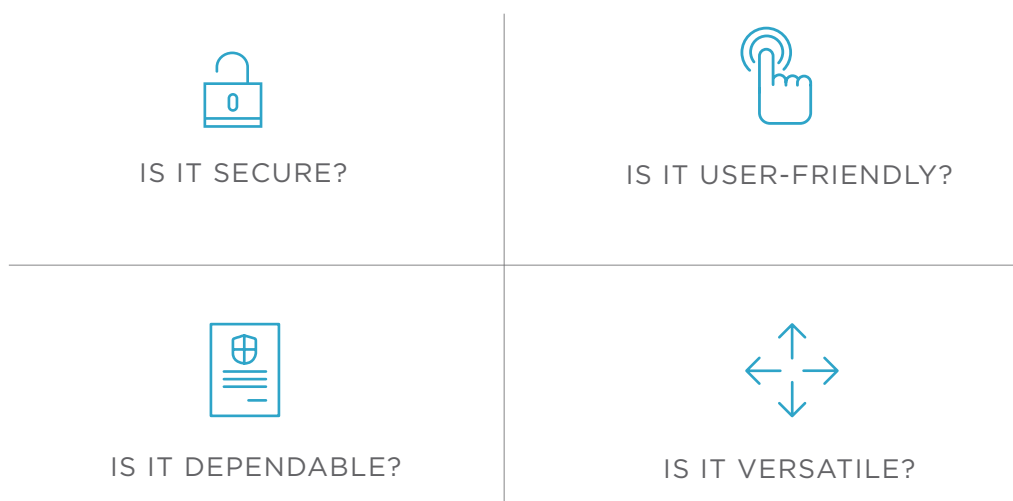 IS IT SECURE?
IS IT USER-FRIENDLY?
IS IT DEPENDABLE?
IS IT VERSATILE?